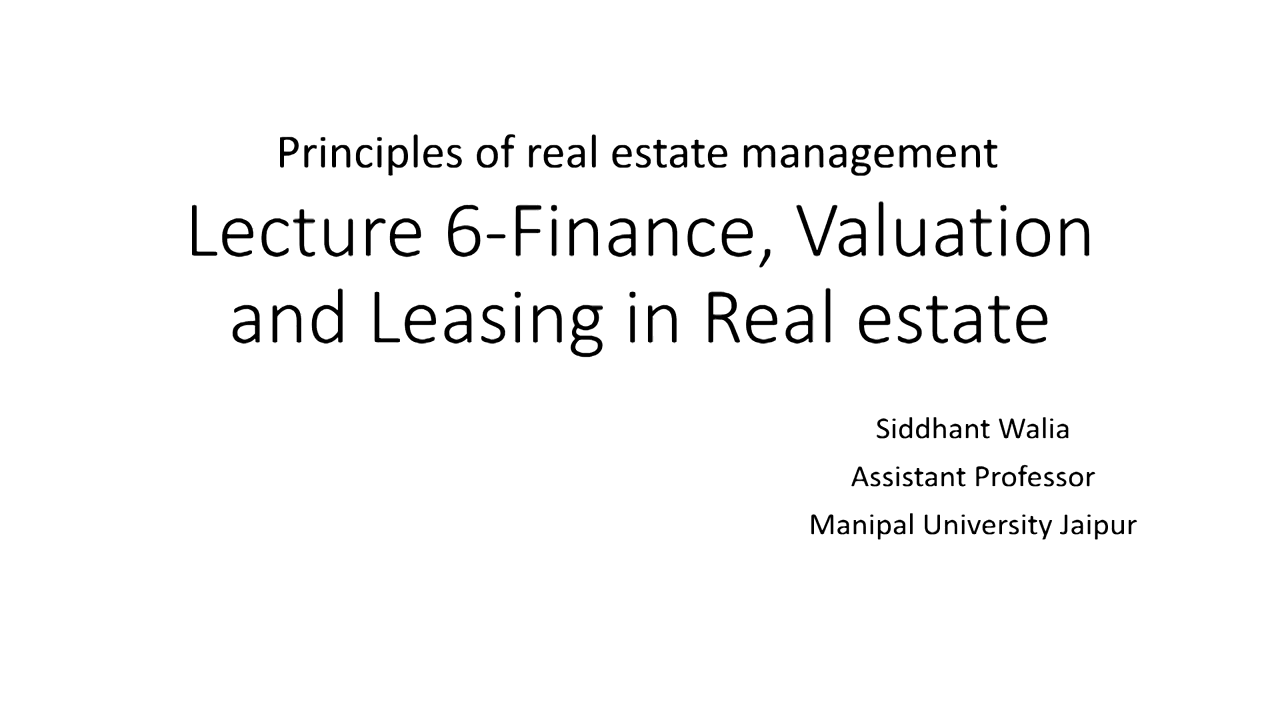 Principles of real estate management
Lecture 6-Finance, Valuation
and Leasing in Real estate
Siddhant Walia
Assistant Professor
Manipal University Jaipur